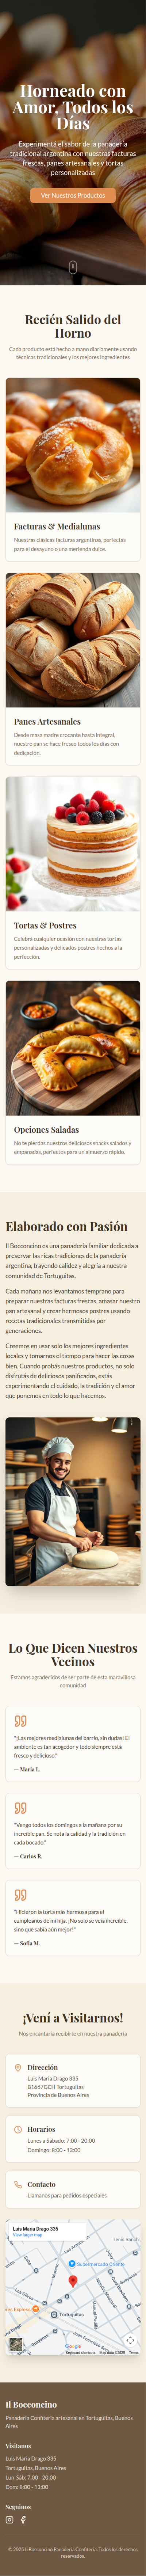 Horneado con
Amor, Todos los
Días
Experimentá el sabor de la panadería
tradicional argentina con nuestras facturas
frescas, panes artesanales y tortas
personalizadas
Ver Nuestros Productos
Recién Salido del
Horno
Cada producto está hecho a mano diariamente usando
técnicas tradicionales y los mejores ingredientes
Facturas & Medialunas
Nuestras clásicas facturas argentinas, perfectas
para el desayuno o una merienda dulce.
Panes Artesanales
Desde masa madre crocante hasta integral,
nuestro pan se hace fresco todos los días con
dedicación.
Tortas & Postres
Celebrá cualquier ocasión con nuestras tortas
personalizadas y delicados postres hechos a la
perfección.
Opciones Saladas
No te pierdas nuestros deliciosos snacks salados y
empanadas, perfectos para un almuerzo rápido.
Elaborado con Pasión
Il Bocconcino es una panadería familiar dedicada a
preservar las ricas tradiciones de la panadería
argentina, trayendo calidez y alegría a nuestra
comunidad de Tortuguitas.
Cada mañana nos levantamos temprano para
preparar nuestras facturas frescas, amasar nuestro
pan artesanal y crear hermosos postres usando
recetas tradicionales transmitidas por
generaciones.
Creemos en usar solo los mejores ingredientes
locales y tomarnos el tiempo para hacer las cosas
bien. Cuando probás nuestros productos, no solo
disfrutás de deliciosos panificados, estás
experimentando el cuidado, la tradición y el amor
que ponemos en todo lo que hacemos.
Lo Que Dicen Nuestros
Vecinos
Estamos agradecidos de ser parte de esta maravillosa
comunidad
"¡Las mejores medialunas del barrio, sin dudas! El
ambiente es tan acogedor y todo siempre está
fresco y delicioso."
— María L.
"Vengo todos los domingos a la mañana por su
increíble pan. Se nota la calidad y la tradición en
cada bocado."
— Carlos R.
"Hicieron la torta más hermosa para el
cumpleaños de mi hija. ¡No solo se veía increíble,
sino que sabía aún mejor!"
— Sofía M.
¡Vení a Visitarnos!
Nos encantaría recibirte en nuestra panadería
Dirección
Luis María Drago 335
B1667GCH Tortuguitas
Provincia de Buenos Aires
Horarios
Lunes a Sábado: 7:00 - 20:00
Domingo: 8:00 - 13:00
Contacto
Llamanos para pedidos especiales
Luis María Drago 335
View larger map
Supermercado Oriente
Tortuguitas
Google
Keyboard shortcuts
Map data ©2025
Terms
Il Bocconcino
Panadería Confitería artesanal en Tortuguitas, Buenos
Aires
Visitanos
Luis María Drago 335
Tortuguitas, Buenos Aires
Lun-Sáb: 7:00 - 20:00
Dom: 8:00 - 13:00
Seguinos
© 2025 Il Bocconcino Panadería Confitería. Todos los derechos
reservados.